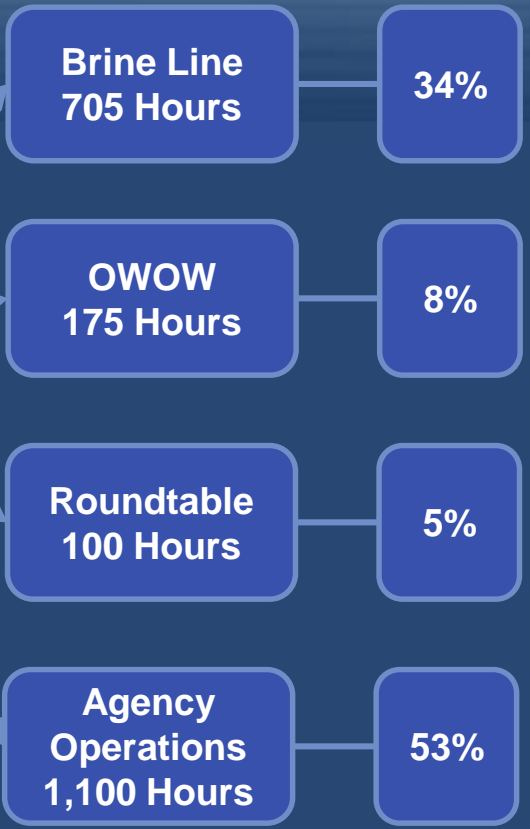 Brine Line
705 Hours
34%
OWOW
175 Hours
8%
Roundtable
100 Hours
5%
Agency
Operations
1,100 Hours
53%